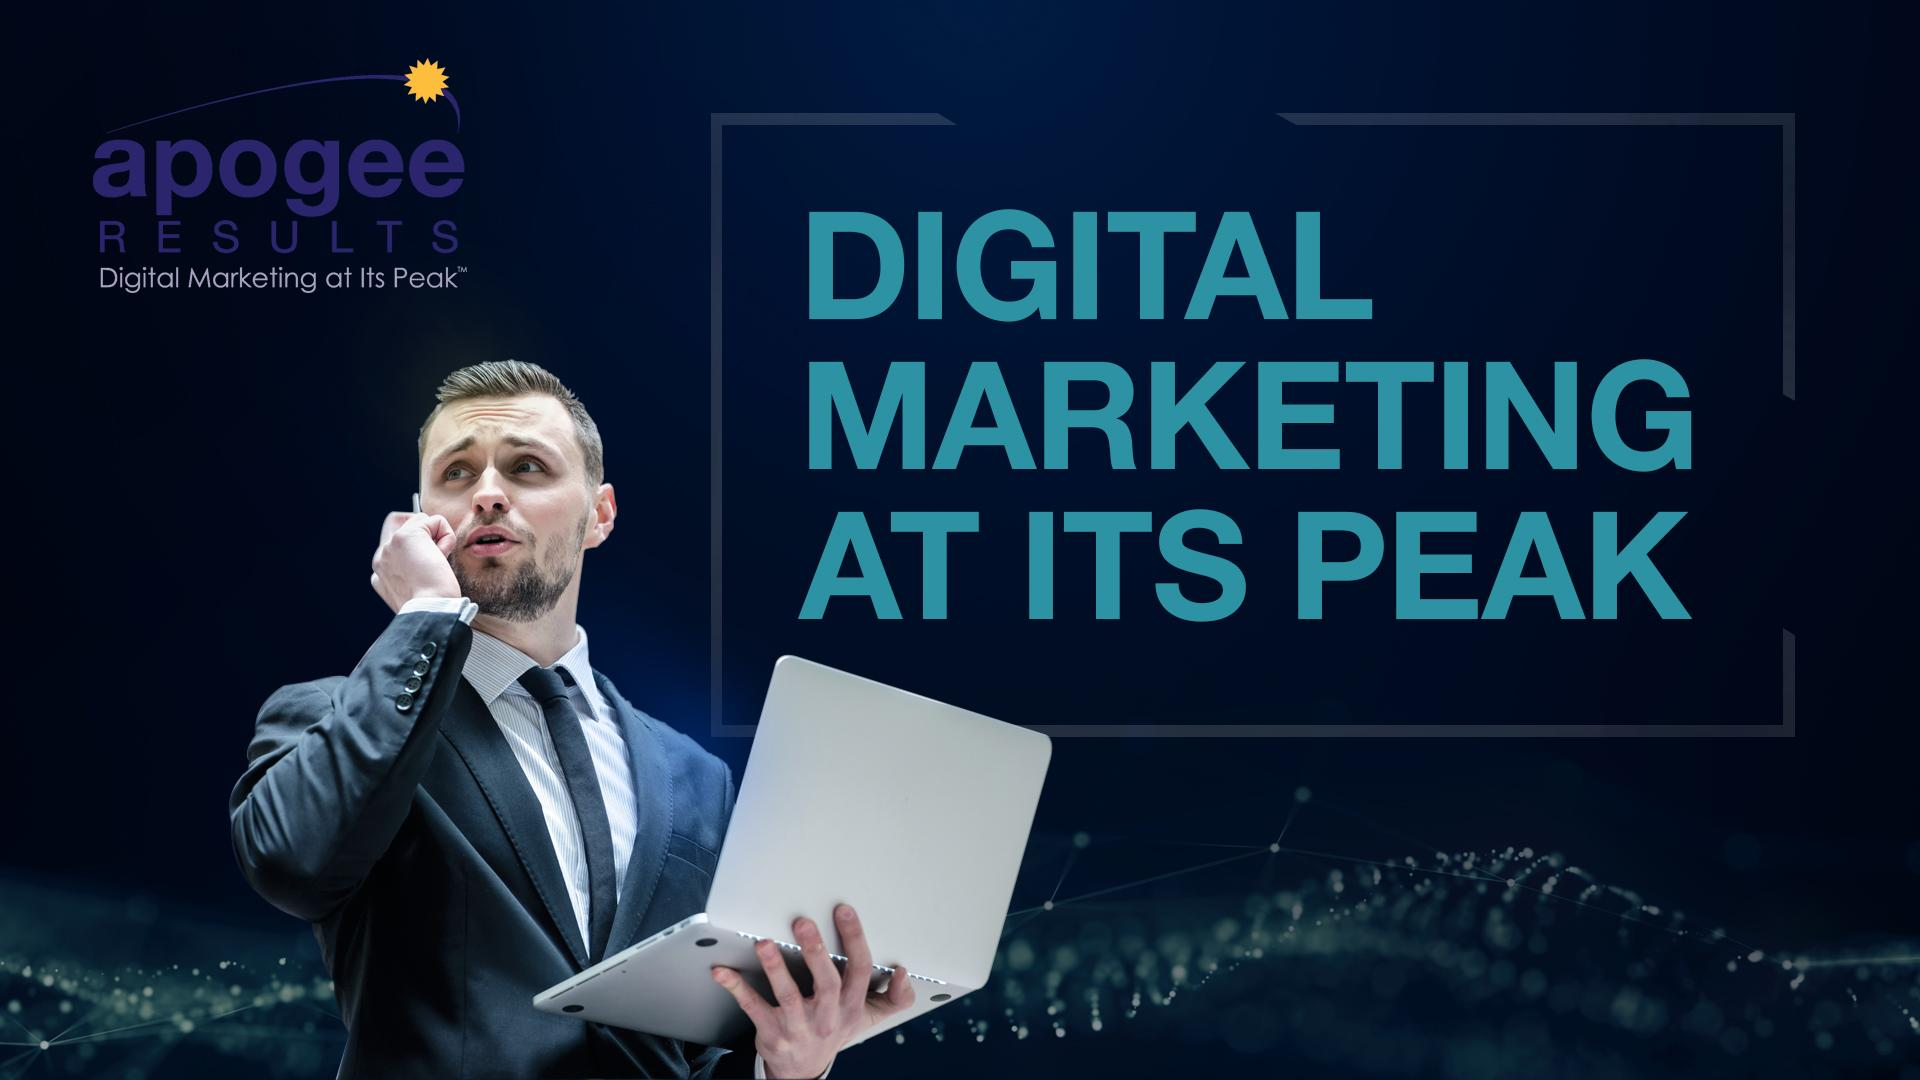 apogee
RESULTS
Digital Marketing at Its Peak™
DIGITAL
MARKETING
AT ITS PEAK